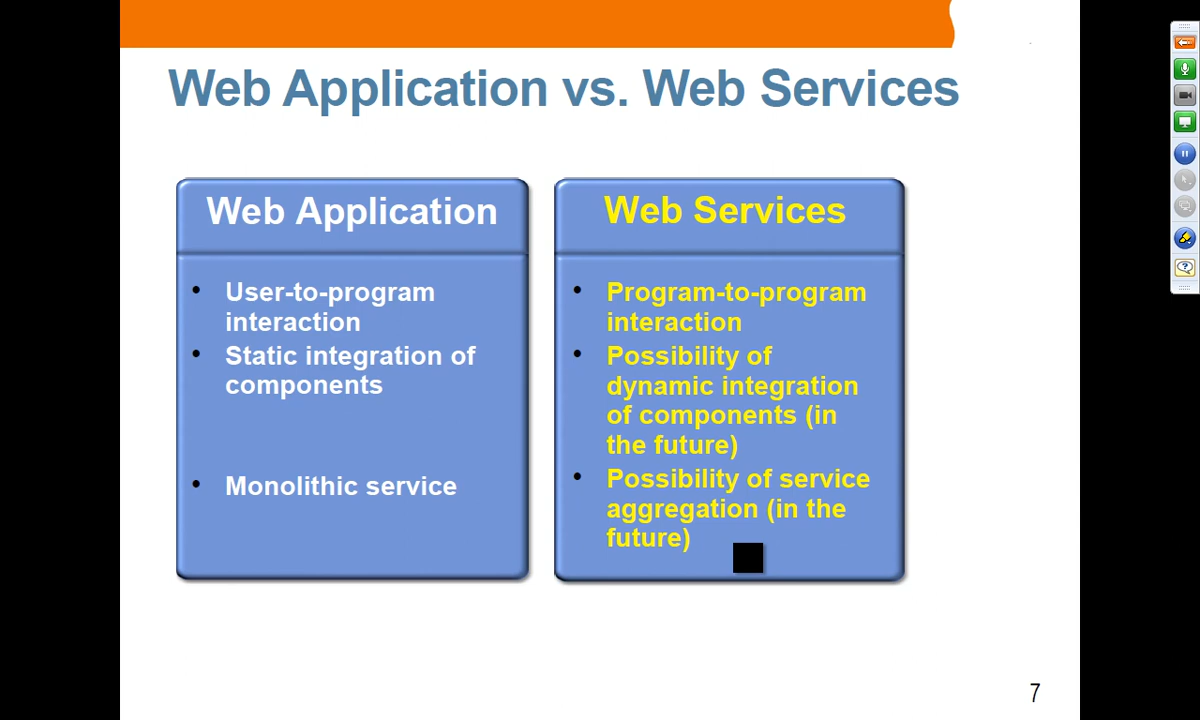 Web Application vs. Web Services
Web Application
• User-to-program
interaction
• Static integration of
components
• Monolithic service
Web Services
• Program-to-program
interaction
• Possibility of
dynamic integration
of components (in
the future)
• Possibility of service
aggregation (in the
future)
7